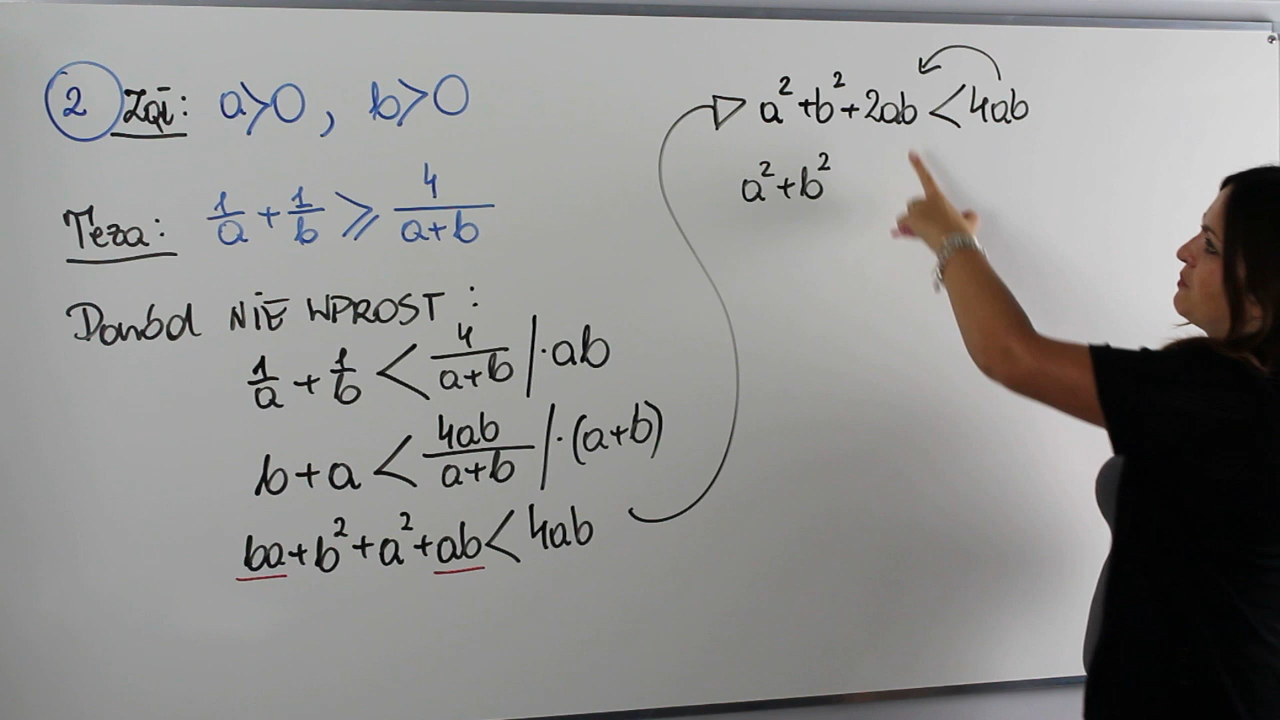 2 Zał: a>0, b>0
Teza: 1/a + 1/b ⩾ 4/(a+b)
Dowód NIE WPROST:
1/a + 1/b < 4/(a+b) | ·ab
b+a < 4ab/(a+b) | ·(a+b)
ba+b²+a²+ab<4ab
a²+b²+2ab<4ab
a²+b²